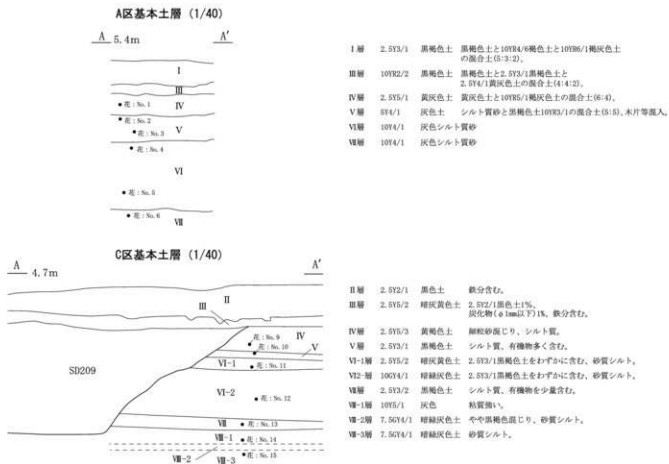 A区基本土層 (1/40)
A 5.4m A'
I
III
IV
V
VI
VII
● 花:No.1
● 花:No.2
● 花:No.3
● 花:No.4
● 花:No.5
● 花:No.6
I層 2.5Y3/1 黒褐色土 黒褐色土と10YR4/6褐色土と10YR6/1褐灰色土
の混合土(5:3:2)。
III層 10YR2/2 黒褐色土 黒褐色土と2.5Y3/1黒褐色土と
2.5Y4/1黄灰色土の混合土(4:4:2)。
IV層 2.5Y5/1 黄灰色土 黄灰色土と10YR5/1褐灰色土の混合土(6:4)。
V層 5Y4/1 灰色土 シルト質砂と黒褐色土10YR3/1の混合土(5:5)、木片等混入。
VI層 10Y4/1 灰色シルト質砂
VII層 10Y4/1 灰色シルト質砂
C区基本土層 (1/40)
A 4.7m A'
II
III
IV
V
VI-1
VI-2
VII
VIII-1
VIII-2
VIII-3
SD209
● 花:No.9
● 花:No.10
● 花:No.11
● 花:No.12
● 花:No.13
● 花:No.14
● 花:No.15
II層 2.5Y2/1 黒色土 鉄分含む。
III層 2.5Y5/2 暗灰黄色土 2.5Y2/1黒色土1%、
炭化物(φ1mm以下)1%、鉄分含む。
IV層 2.5Y5/3 黄褐色土 細粒砂混じり、シルト質。
V層 2.5Y3/1 黒褐色土 シルト質、有機物多く含む。
VI-1層 2.5Y5/2 暗灰黄色土 2.5Y3/1黒褐色土をわずかに含む、砂質シルト。
VI2-層 10GY4/1 暗緑灰色土 2.5Y3/1黒褐色土をわずかに含む、砂質シルト。
VII層 2.5Y3/2 黒褐色土 シルト質、有機物を少量含む。
VIII-1層 10Y5/1 灰色 粘質強い。
VIII-2層 7.5GY4/1 暗緑灰色土 やや黒褐色混じり、砂質シルト。
VIII-3層 7.5GY4/1 暗緑灰色土 砂質シルト。